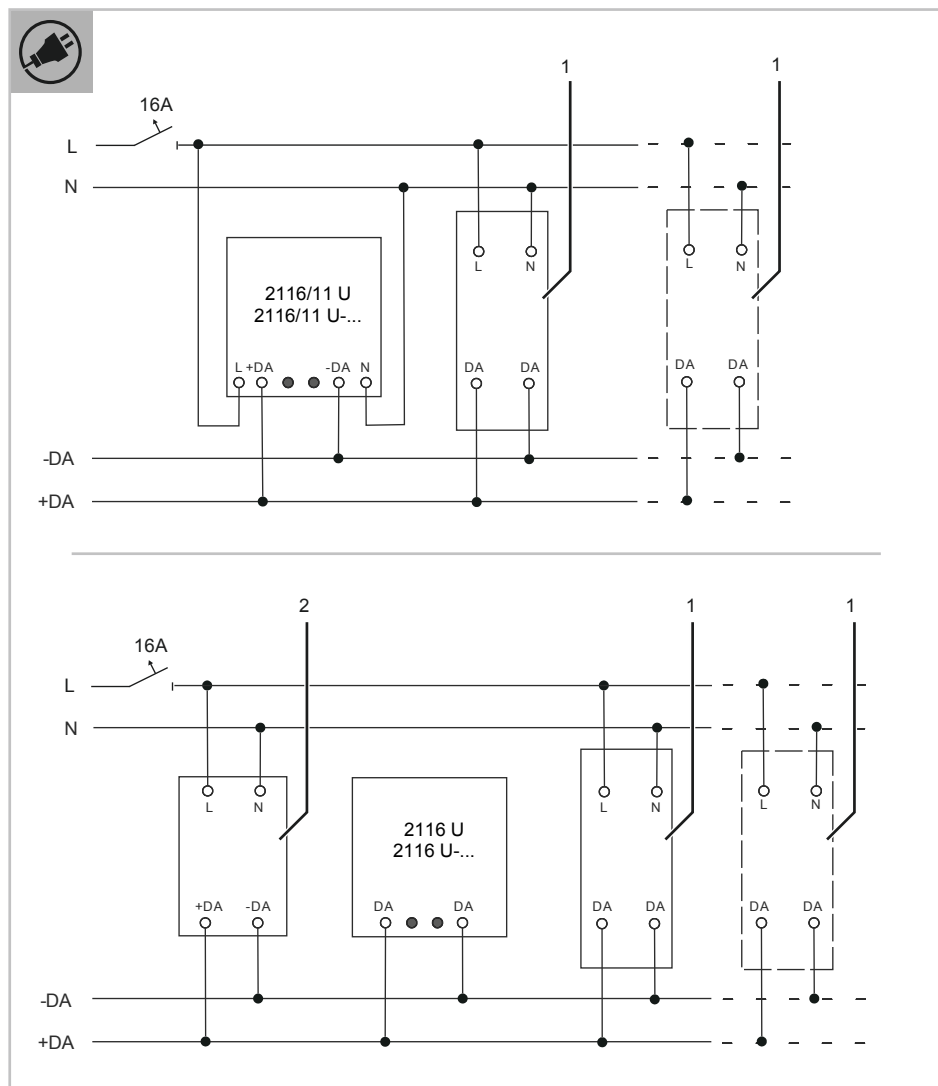 1 1
16A
L
N
L N L N
2116/11 U
2116/11 U-...
L +DA -DA N DA DA DA DA
-DA
+DA
2 1 1
16A
L
N
L N L N L N
2116 U
2116 U-...
+DA -DA DA DA DA DA DA DA
-DA
+DA